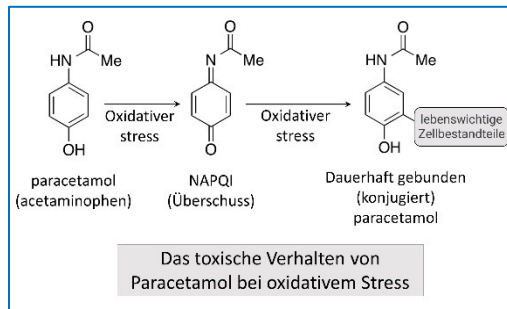 O
HN
Me
OH
paracetamol
(acetaminophen)
Oxidativer
stress
O
N
Me
O
NAPQI
(Überschuss)
Oxidativer
stress
O
HN
Me
OH
lebenswichtige
Zellbestandteile
Dauerhaft gebunden
(konjugiert)
paracetamol
Das toxische Verhalten von
Paracetamol bei oxidativem Stress